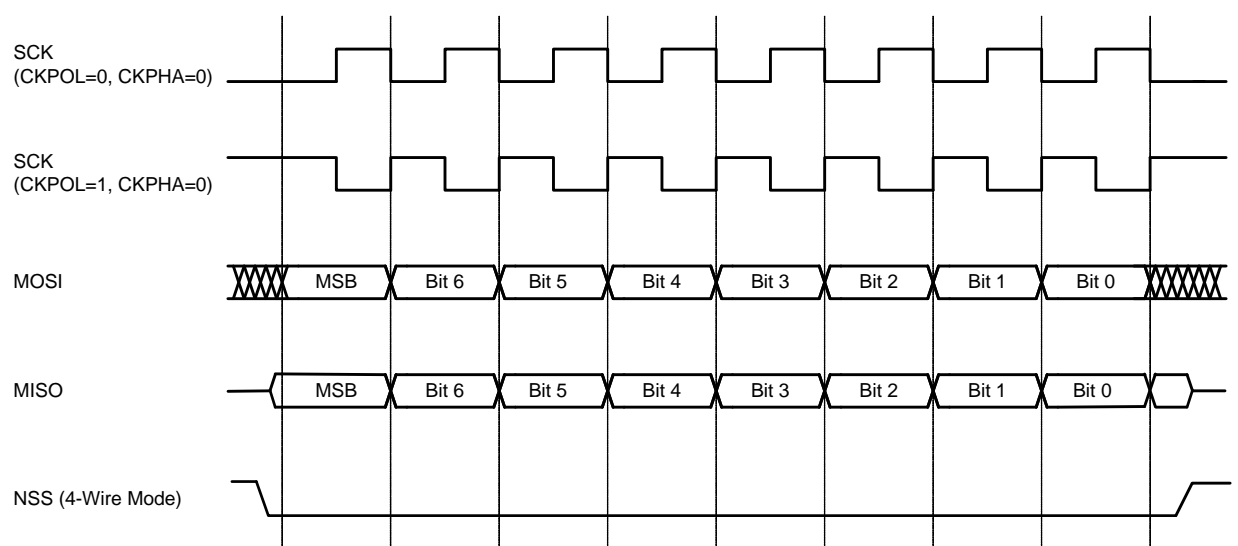 SCK
(CKPOL=0, CKPHA=0)
SCK
(CKPOL=1, CKPHA=0)
MOSI
MSB Bit 6 Bit 5 Bit 4 Bit 3 Bit 2 Bit 1 Bit 0
MISO
MSB Bit 6 Bit 5 Bit 4 Bit 3 Bit 2 Bit 1 Bit 0
NSS (4-Wire Mode)